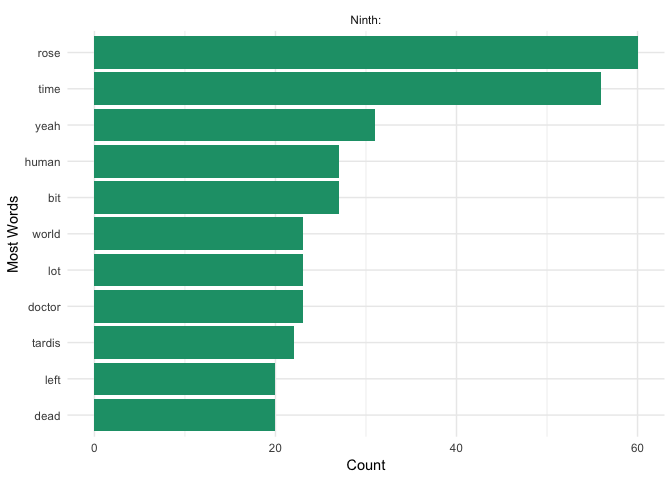 Ninth:
Most Words
rose
time
yeah
human
bit
world
lot
doctor
tardis
left
dead
0 20 40 60
Count